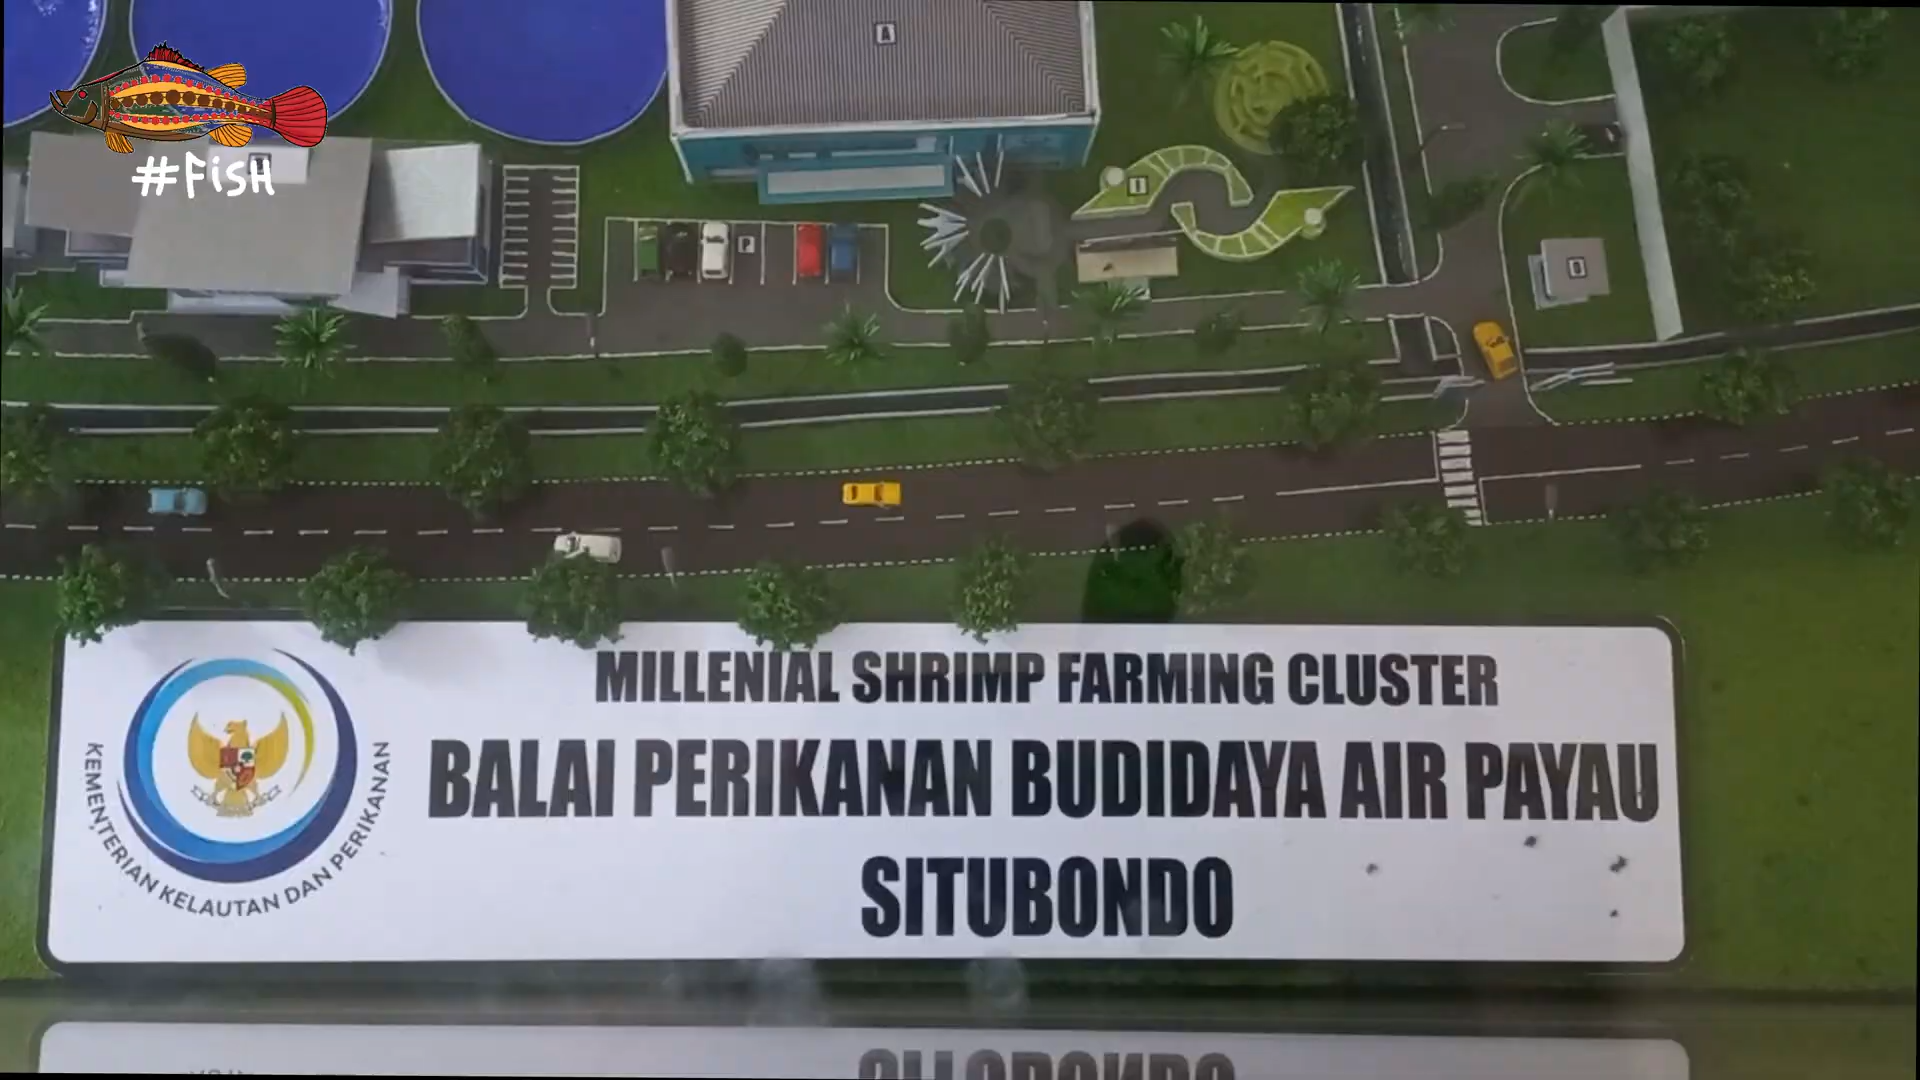 A
#FISH
P
MILLENIAL SHRIMP FARMING CLUSTER
BALAI PERIKANAN BUDIDAYA AIR PAYAU
SITUBONDO
KEMENTERIAN KELAUTAN DAN PERIKANAN